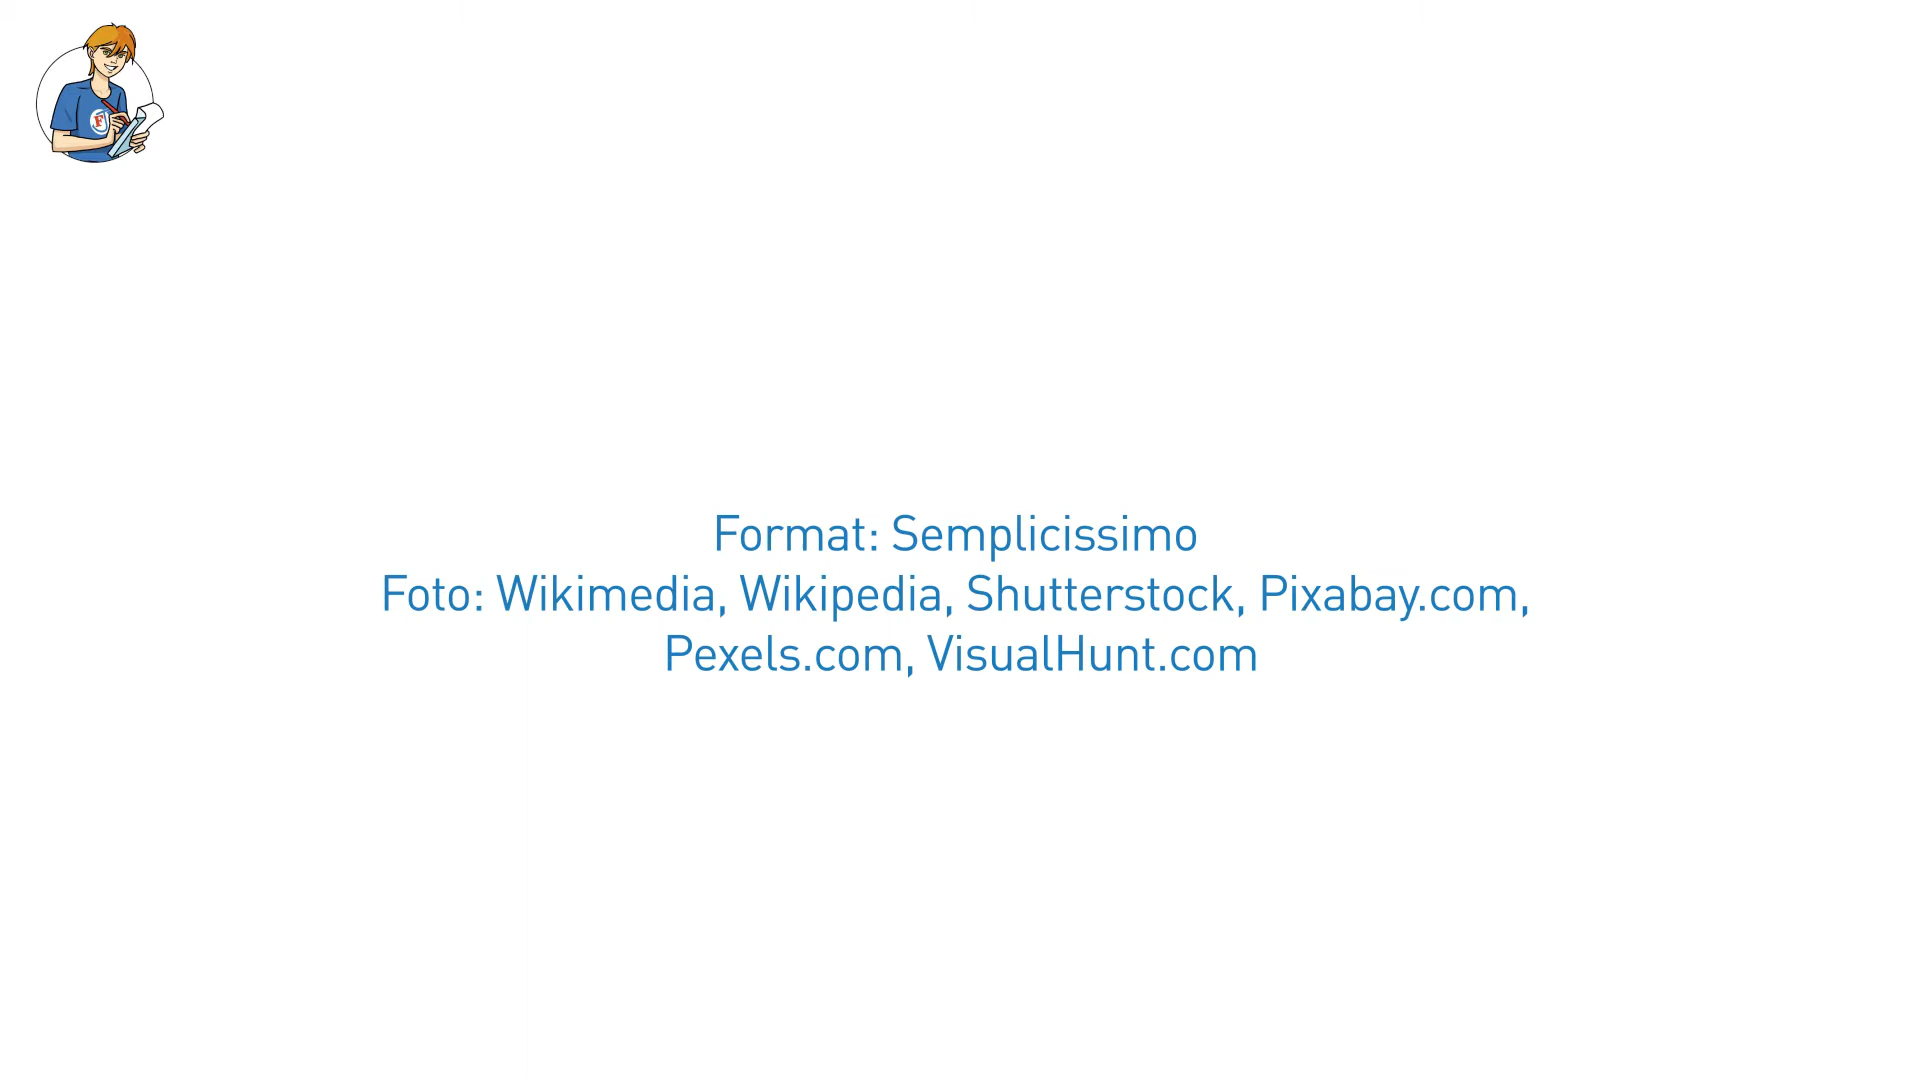 Format: Semplicissimo
Foto: Wikimedia, Wikipedia, Shutterstock, Pixabay.com,
Pexels.com, VisualHunt.com